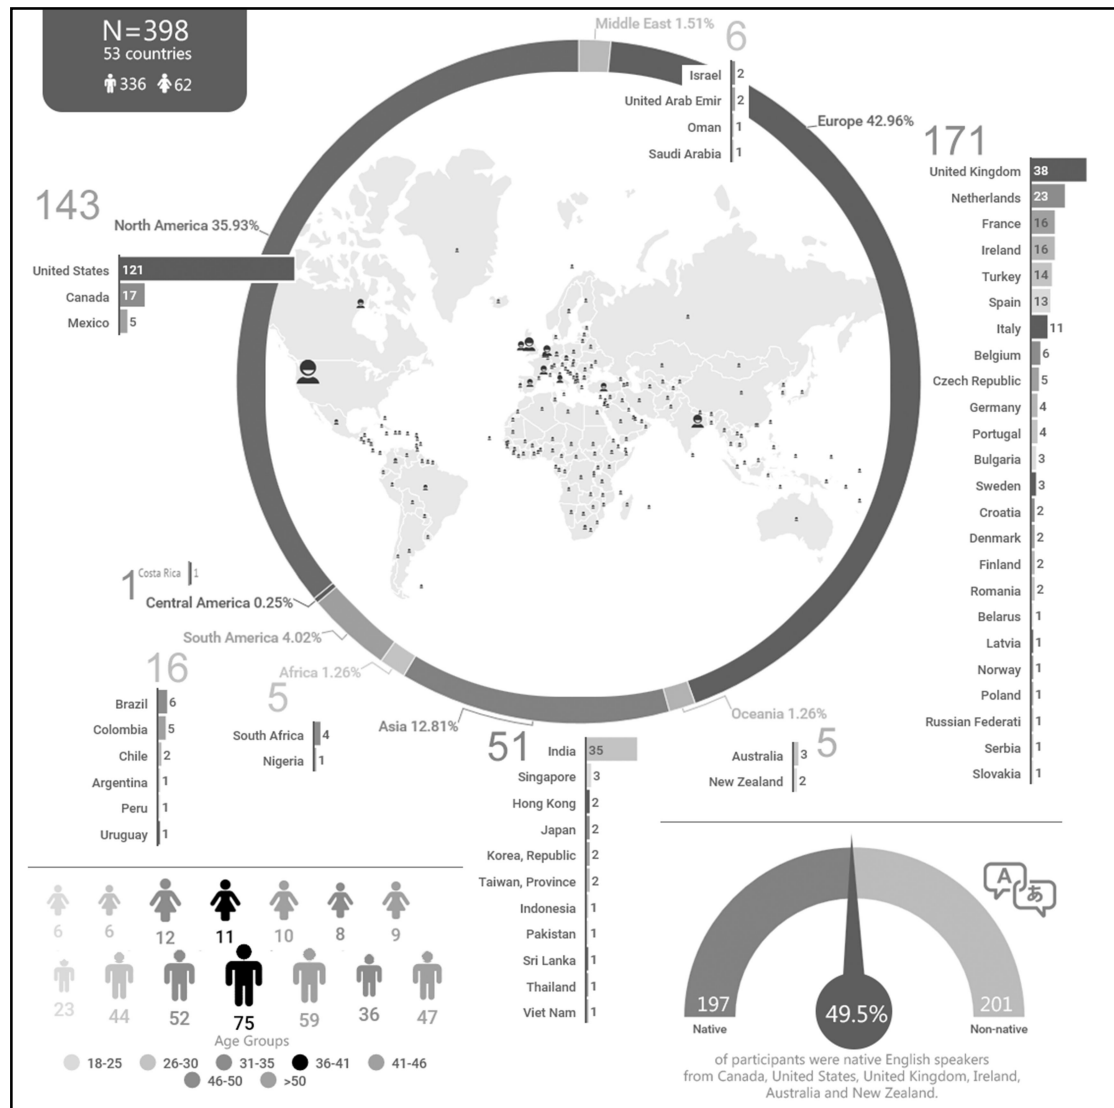 N=398
53 countries
336 62
Middle East 1.51%
6
Israel 2
United Arab Emir 2
Oman 1
Saudi Arabia 1
Europe 42.96%
171
United Kingdom 38
Netherlands 23
France 16
Ireland 16
Turkey 14
Spain 13
Italy 11
Belgium 6
Czech Republic 5
Germany 4
Portugal 4
Bulgaria 3
Sweden 3
Croatia 2
Denmark 2
Finland 2
Romania 2
Belarus 1
Latvia 1
Norway 1
Poland 1
Russian Federati 1
Serbia 1
Slovakia 1
143
North America 35.93%
United States 121
Canada 17
Mexico 5
1
Costa Rica 1
Central America 0.25%
South America 4.02%
16
Brazil 6
Colombia 5
Chile 2
Argentina 1
Peru 1
Uruguay 1
Africa 1.26%
5
South Africa 4
Nigeria 1
Asia 12.81%
51
India 35
Singapore 3
Hong Kong 2
Japan 2
Korea, Republic 2
Taiwan, Province 2
Indonesia 1
Pakistan 1
Sri Lanka 1
Thailand 1
Viet Nam 1
Oceania 1.26%
5
Australia 3
New Zealand 2
6 6 12 11 10 8 9
23 44 52 75 59 36 47
Age Groups
18-25 26-30 31-35 36-41 41-46
46-50 >50
A あ
197 49.5% 201
Native Non-native
of participants were native English speakers
from Canada, United States, United Kingdom, Ireland,
Australia and New Zealand.